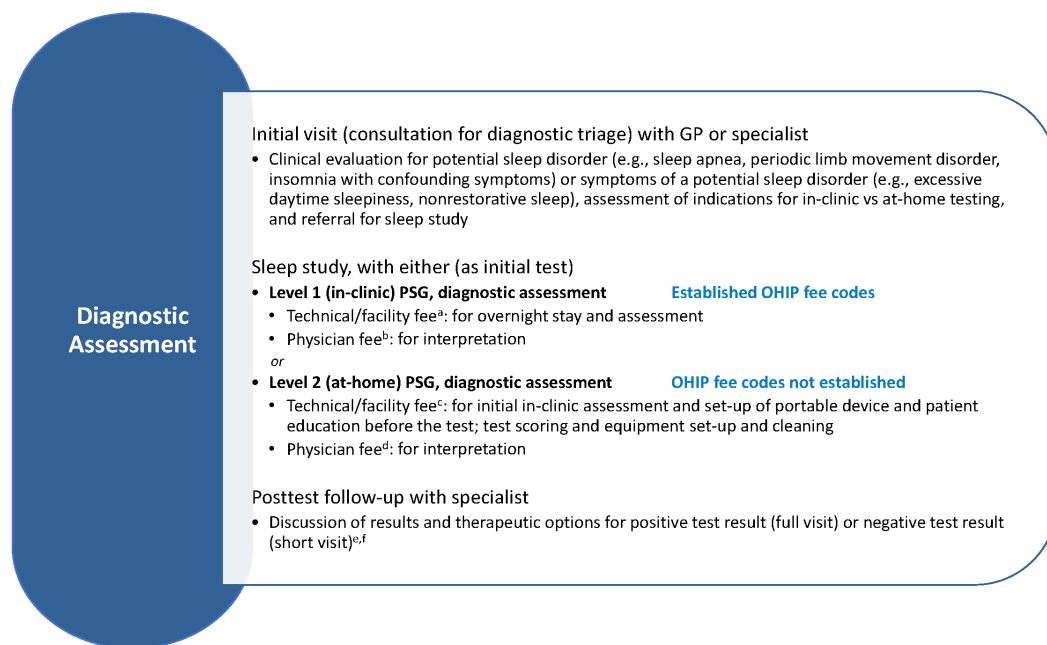 Diagnostic
Assessment
Initial visit (consultation for diagnostic triage) with GP or specialist
• Clinical evaluation for potential sleep disorder (e.g., sleep apnea, periodic limb movement disorder,
insomnia with confounding symptoms) or symptoms of a potential sleep disorder (e.g., excessive
daytime sleepiness, nonrestorative sleep), assessment of indications for in-clinic vs at-home testing,
and referral for sleep study
Sleep study, with either (as initial test)
• Level 1 (in-clinic) PSG, diagnostic assessment Established OHIP fee codes
• Technical/facility feeᵃ: for overnight stay and assessment
• Physician feeᵇ: for interpretation
or
• Level 2 (at-home) PSG, diagnostic assessment OHIP fee codes not established
• Technical/facility feeᶜ: for initial in-clinic assessment and set-up of portable device and patient
education before the test; test scoring and equipment set-up and cleaning
• Physician feeᵈ: for interpretation
Posttest follow-up with specialist
• Discussion of results and therapeutic options for positive test result (full visit) or negative test result
(short visit)ᵉ,ᶠ